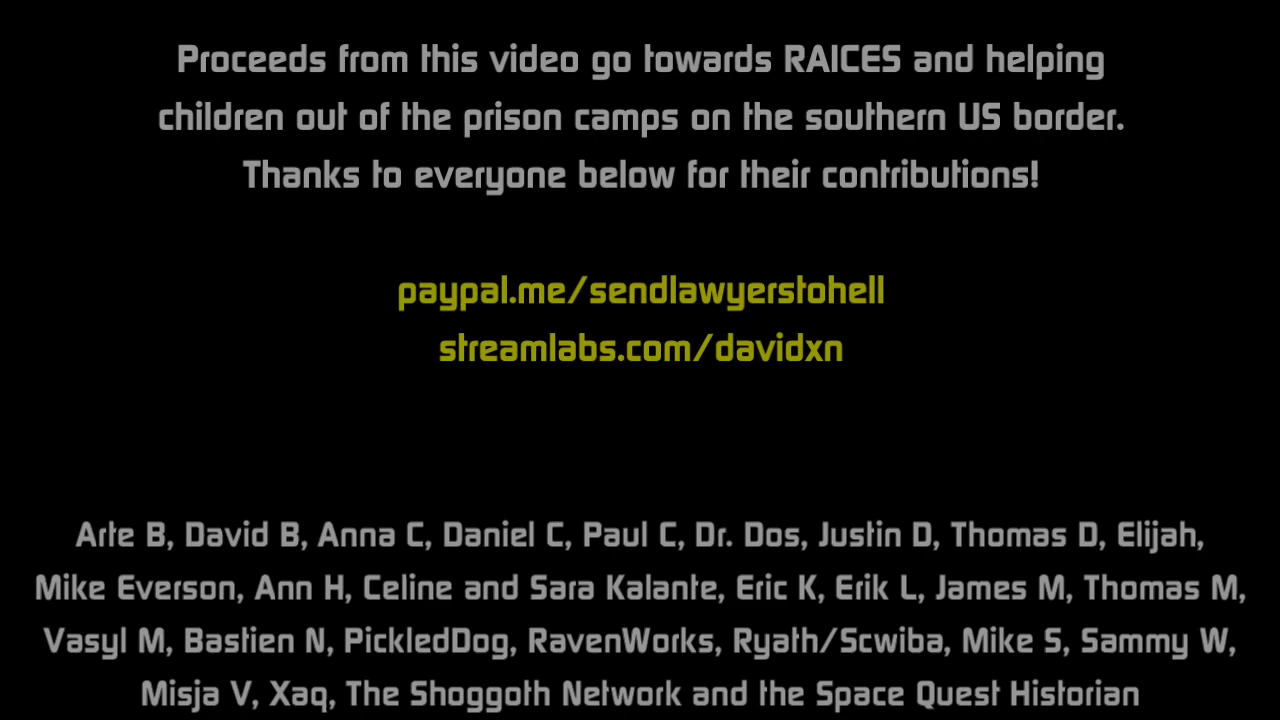 Proceeds from this video go towards RAICES and helping
children out of the prison camps on the southern US border.
Thanks to everyone below for their contributions!
paypal.me/sendlawyerstohell
streamlabs.com/davidxn
Arte B, David B, Anna C, Daniel C, Paul C, Dr. Dos, Justin D, Thomas D, Elijah,
Mike Everson, Ann H, Celine and Sara Kalante, Eric K, Erik L, James M, Thomas M,
Vasyl M, Bastien N, PickledDog, RavenWorks, Ryath/Scwiba, Mike S, Sammy W,
Misja V, Xaq, The Shoggoth Network and the Space Quest Historian